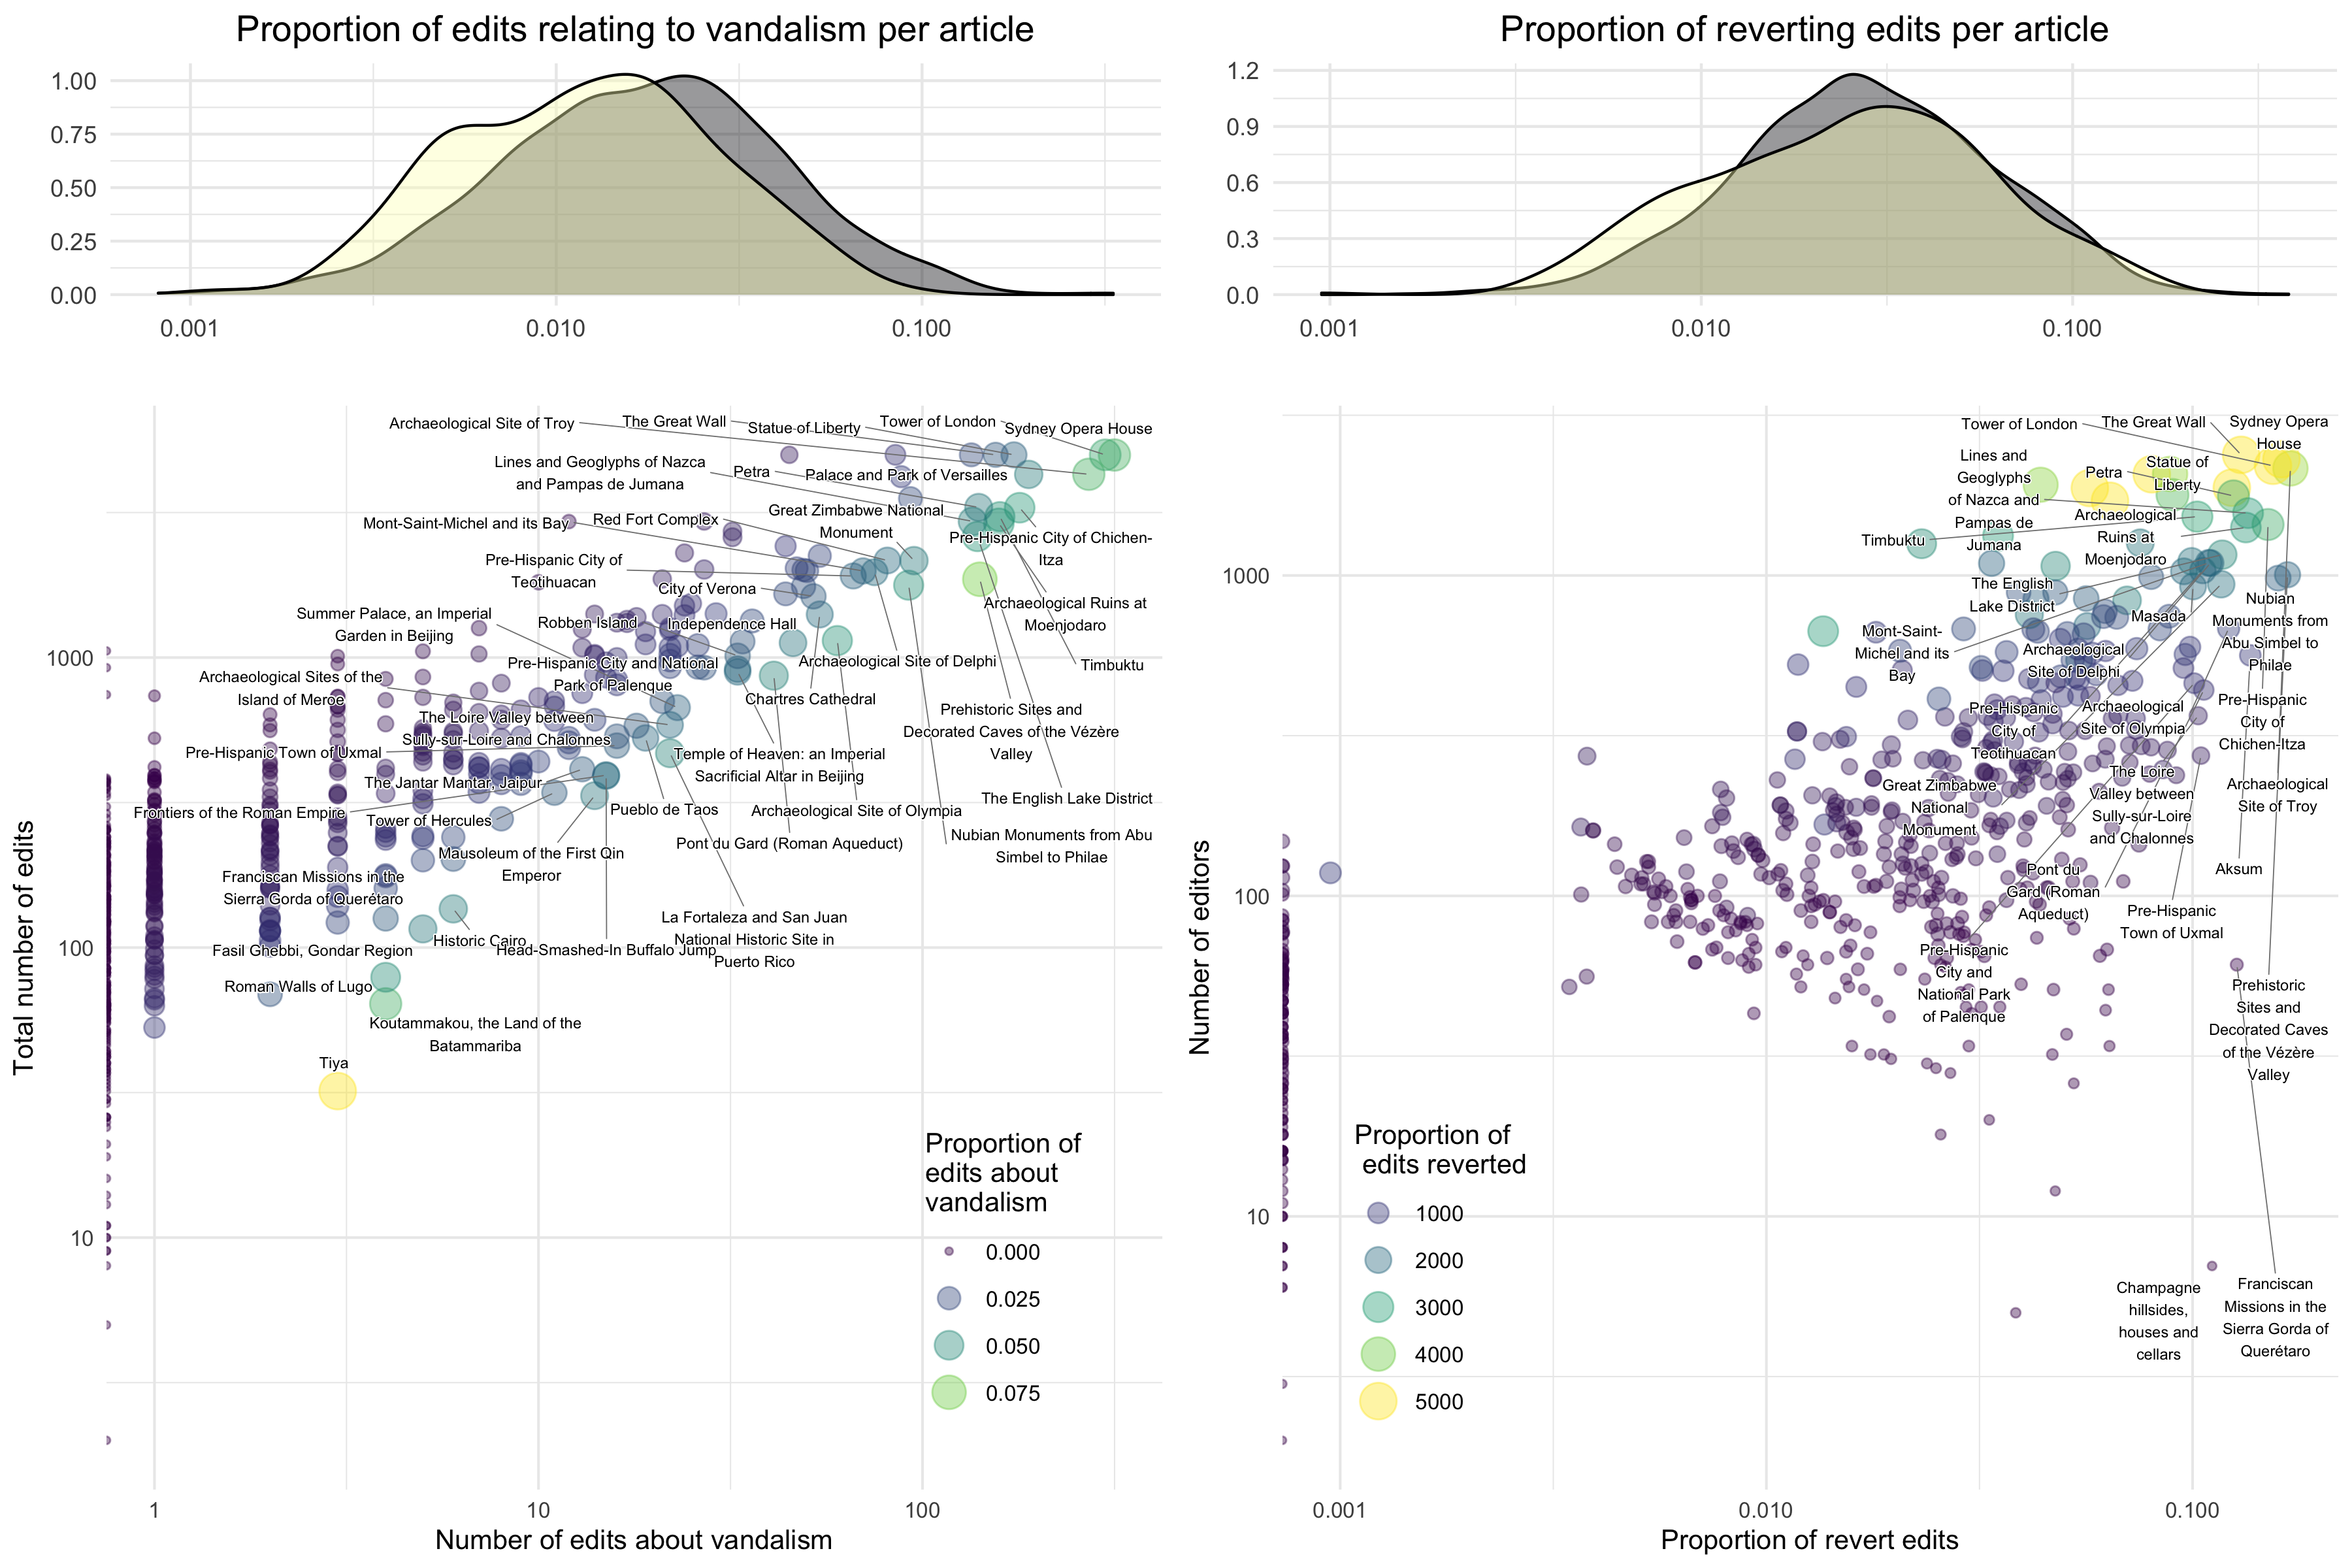 Proportion of edits relating to vandalism per article
1.00
0.75
0.50
0.25
0.00
0.001
0.010
0.100
Proportion of reverting edits per article
1.2
0.9
0.6
0.3
0.0
0.001
0.010
0.100
Total number of edits
1000
100
10
Archaeological Site of Troy
The Great Wall
Statue of Liberty
Tower of London
Sydney Opera House
Lines and Geoglyphs of Nazca
and Pampas de Jumana
Petra
Palace and Park of Versailles
Mont-Saint-Michel and its Bay
Red Fort Complex
Great Zimbabwe National
Monument
Pre-Hispanic City of Chichen-
Itza
Pre-Hispanic City of
Teotihuacan
City of Verona
Archaeological Ruins at
Moenjodaro
Summer Palace, an Imperial
Garden in Beijing
Robben Island
Independence Hall
Pre-Hispanic City and National
Park of Palenque
Archaeological Site of Delphi
Timbuktu
Archaeological Sites of the
Island of Meroe
Chartres Cathedral
The Loire Valley between
Sully-sur-Loire and Chalonnes
Prehistoric Sites and
Decorated Caves of the Vézère
Valley
Pre-Hispanic Town of Uxmal
Temple of Heaven: an Imperial
Sacrificial Altar in Beijing
The Jantar Mantar, Jaipur
The English Lake District
Frontiers of the Roman Empire
Tower of Hercules
Pueblo de Taos
Archaeological Site of Olympia
Pont du Gard (Roman Aqueduct)
Nubian Monuments from Abu
Simbel to Philae
Mausoleum of the First Qin
Emperor
Franciscan Missions in the
Sierra Gorda of Querétaro
La Fortaleza and San Juan
National Historic Site in
Puerto Rico
Historic Cairo
Head-Smashed-In Buffalo Jump
Fasil Ghebbi, Gondar Region
Roman Walls of Lugo
Koutammakou, the Land of the
Batammariba
Tiya
Proportion of
edits about
vandalism
0.000
0.025
0.050
0.075
1
10
100
Number of edits about vandalism
Number of editors
1000
100
10
Tower of London
The Great Wall
Sydney Opera
House
Lines and
Geoglyphs
of Nazca and
Pampas de
Jumana
Petra
Statue of
Liberty
Timbuktu
Archaeological
Ruins at
Moenjodaro
The English
Lake District
Masada
Nubian
Monuments from
Abu Simbel to
Philae
Mont-Saint-
Michel and its
Bay
Archaeological
Site of Delphi
Pre-Hispanic
City of
Teotihuacan
Archaeological
Site of Olympia
Pre-Hispanic
City of
Chichen-Itza
Great Zimbabwe
National
Monument
The Loire
Valley between
Sully-sur-Loire
and Chalonnes
Archaeological
Site of Troy
Aksum
Pont du
Gard (Roman
Aqueduct)
Pre-Hispanic
Town of Uxmal
Pre-Hispanic
City and
National Park
of Palenque
Prehistoric
Sites and
Decorated Caves
of the Vézère
Valley
Champagne
hillsides,
houses and
cellars
Franciscan
Missions in the
Sierra Gorda of
Querétaro
Proportion of
edits reverted
1000
2000
3000
4000
5000
0.001
0.010
0.100
Proportion of revert edits